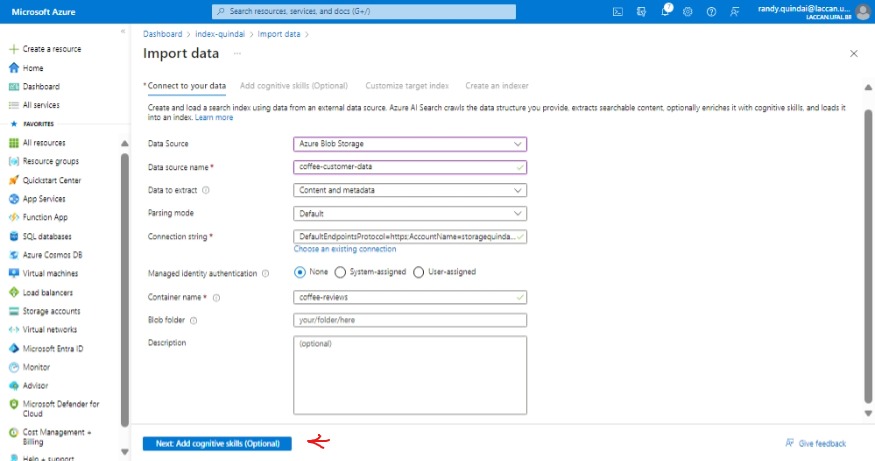 Microsoft Azure
Search resources, services, and docs (G+/)
7
randy.quindai@laccan.u...
LACCAN.UFAL.BR
Create a resource
Home
Dashboard
All services
FAVORITES
All resources
Resource groups
Quickstart Center
App Services
Function App
SQL databases
Azure Cosmos DB
Virtual machines
Load balancers
Storage accounts
Virtual networks
Microsoft Entra ID
Monitor
Advisor
Microsoft Defender for
Cloud
Cost Management +
Billing
Help + support
Dashboard > index-quindai > Import data >
Import data ...
* Connect to your data Add cognitive skills (Optional) Customize target index Create an indexer
Create and load a search index using data from an external data source. Azure AI Search crawls the data structure you provide, extracts searchable content, optionally enriches it with cognitive skills, and loads it
into an index. Learn more
Data Source Azure Blob Storage
Data source name * coffee-customer-data
Data to extract Content and metadata
Parsing mode Default
Connection string * DefaultEndpointsProtocol=https;AccountName=storagequinda...
Choose an existing connection
Managed identity authentication None System-assigned User-assigned
Container name * coffee-reviews
Blob folder your/folder/here
Description (optional)
Next: Add cognitive skills (Optional)
Give feedback